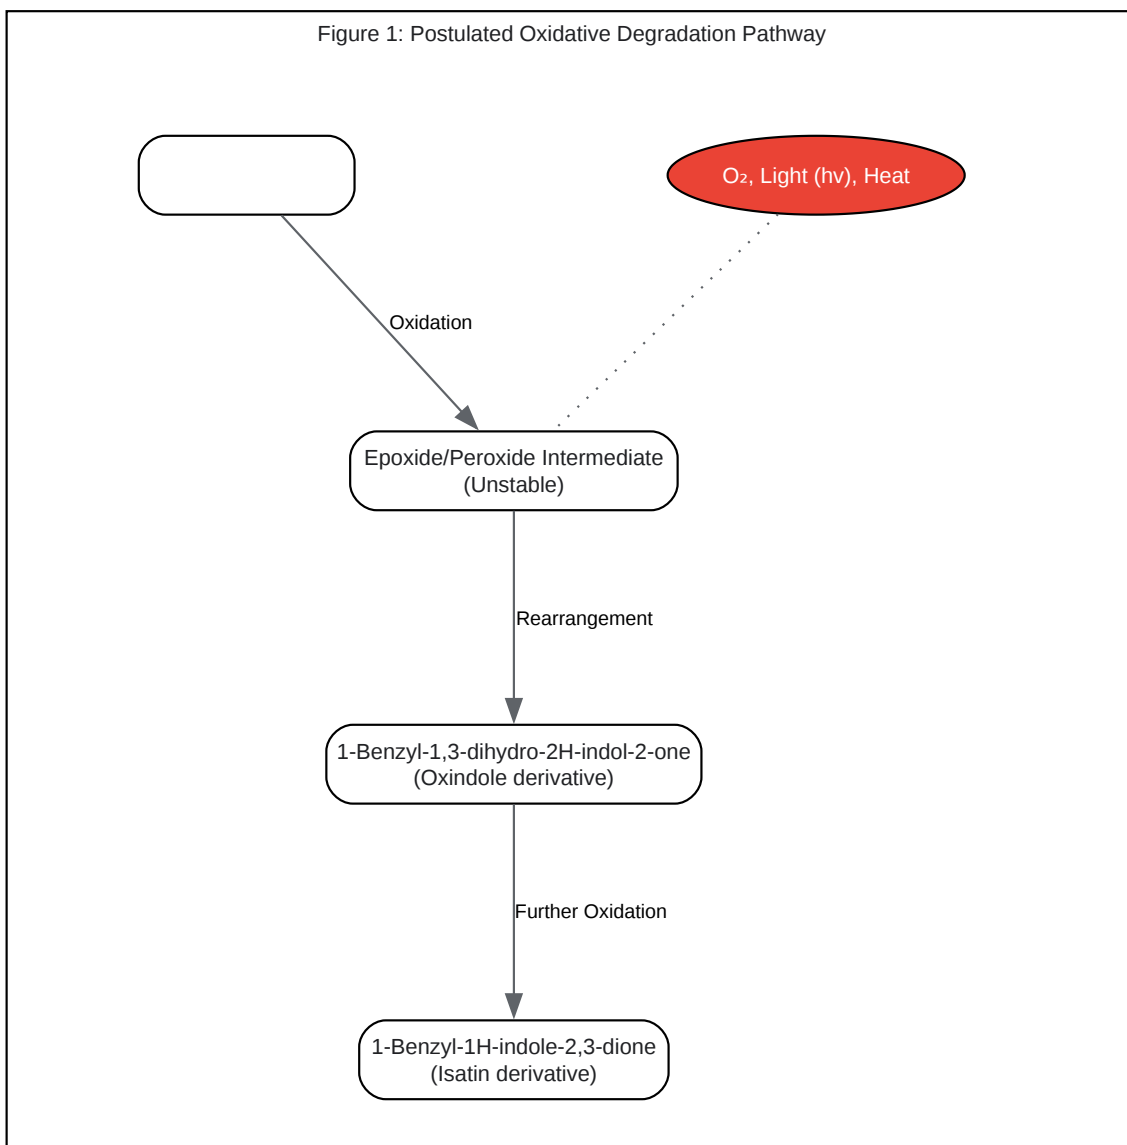 Figure 1: Postulated Oxidative Degradation Pathway
O₂, Light (hv), Heat
Oxidation
Epoxide/Peroxide Intermediate
(Unstable)
Rearrangement
1-Benzyl-1,3-dihydro-2H-indol-2-one
(Oxindole derivative)
Further Oxidation
1-Benzyl-1H-indole-2,3-dione
(Isatin derivative)